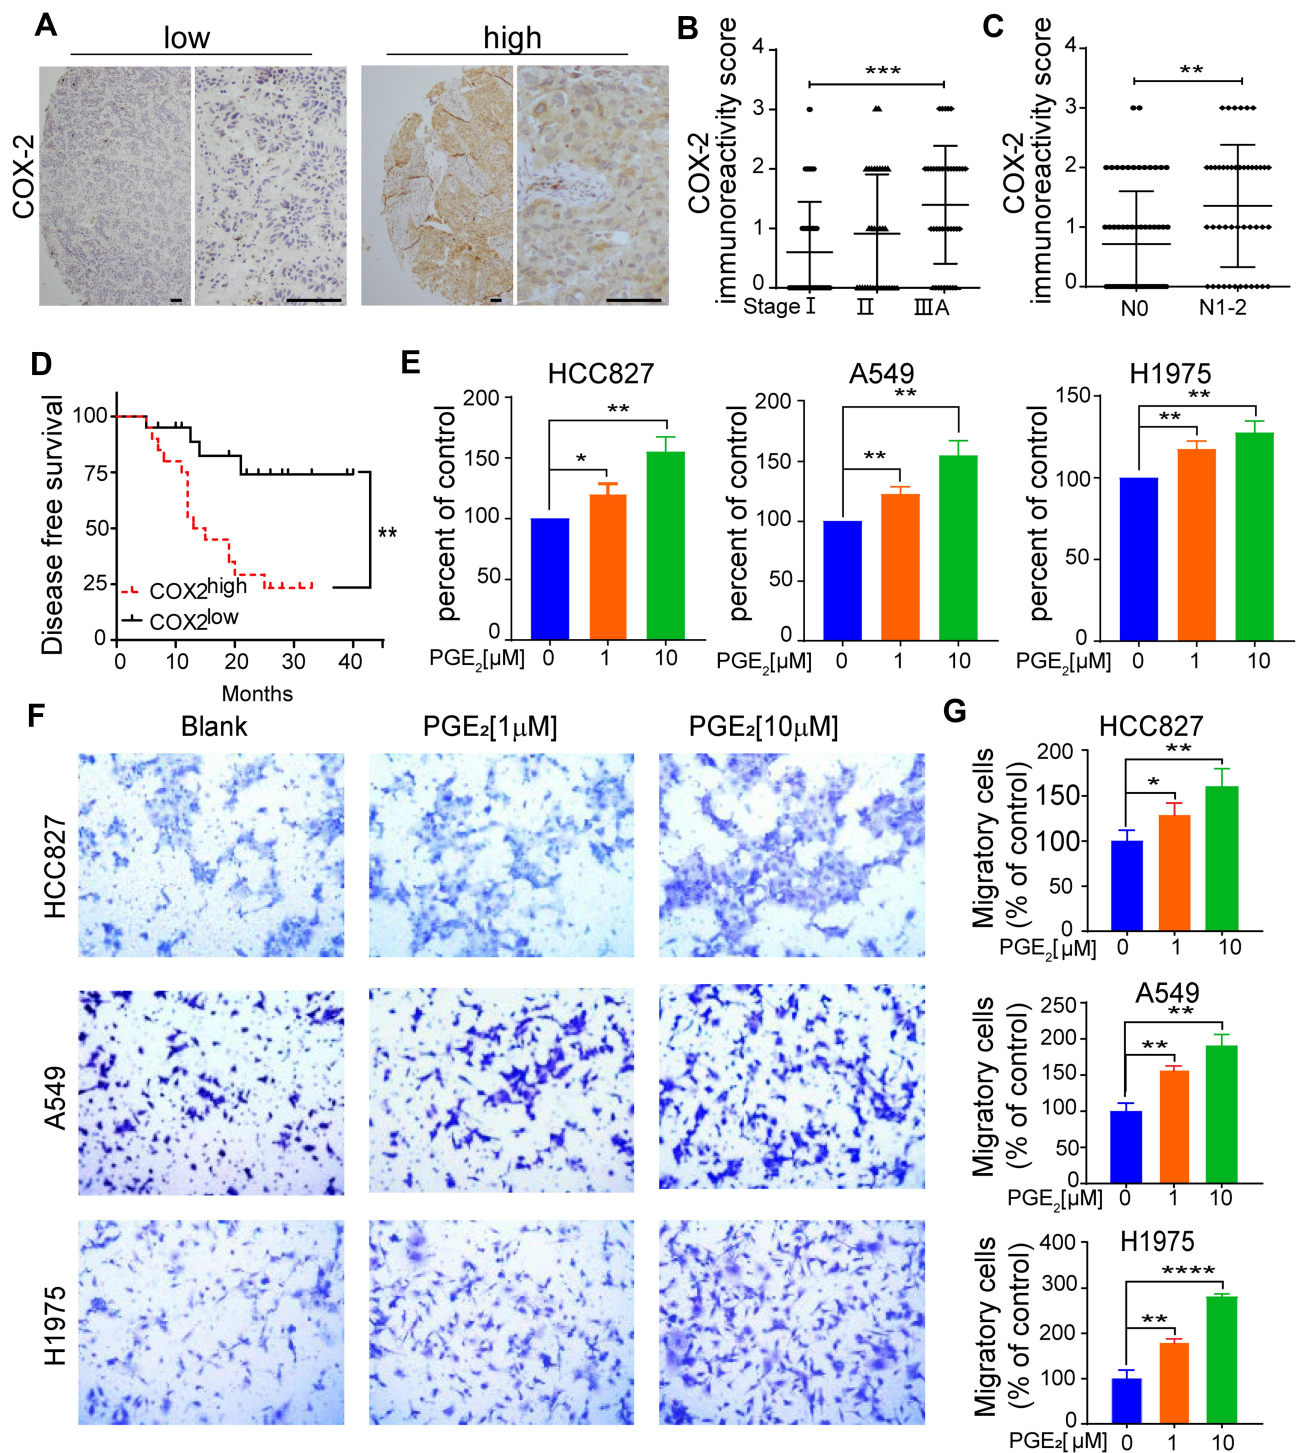 A
low
high
COX-2
B
COX-2
immunoreactivity score
4
3
2
1
0
***
Stage Ⅰ Ⅱ ⅢA
C
COX-2
immunoreactivity score
4
3
2
1
0
**
N0 N1-2
D
Disease free survival
100
75
50
25
0
**
COX2high
COX2low
0 10 20 30 40
Months
E
HCC827
percent of control
200
150
100
50
0
*
**
PGE2[μM] 0 1 10
A549
percent of control
200
150
100
50
0
**
**
PGE2[μM] 0 1 10
H1975
percent of control
150
100
50
0
**
**
PGE2[μM] 0 1 10
F
Blank PGE2[1μM] PGE2[10μM]
HCC827
A549
H1975
G
HCC827
Migratory cells
(% of control)
200
150
100
50
0
*
**
PGE2[μM] 0 1 10
A549
Migratory cells
(% of control)
250
200
150
100
50
0
**
**
PGE2[μM] 0 1 10
H1975
Migratory cells
(% of control)
400
300
200
100
0
**
****
PGE2[μM] 0 1 10